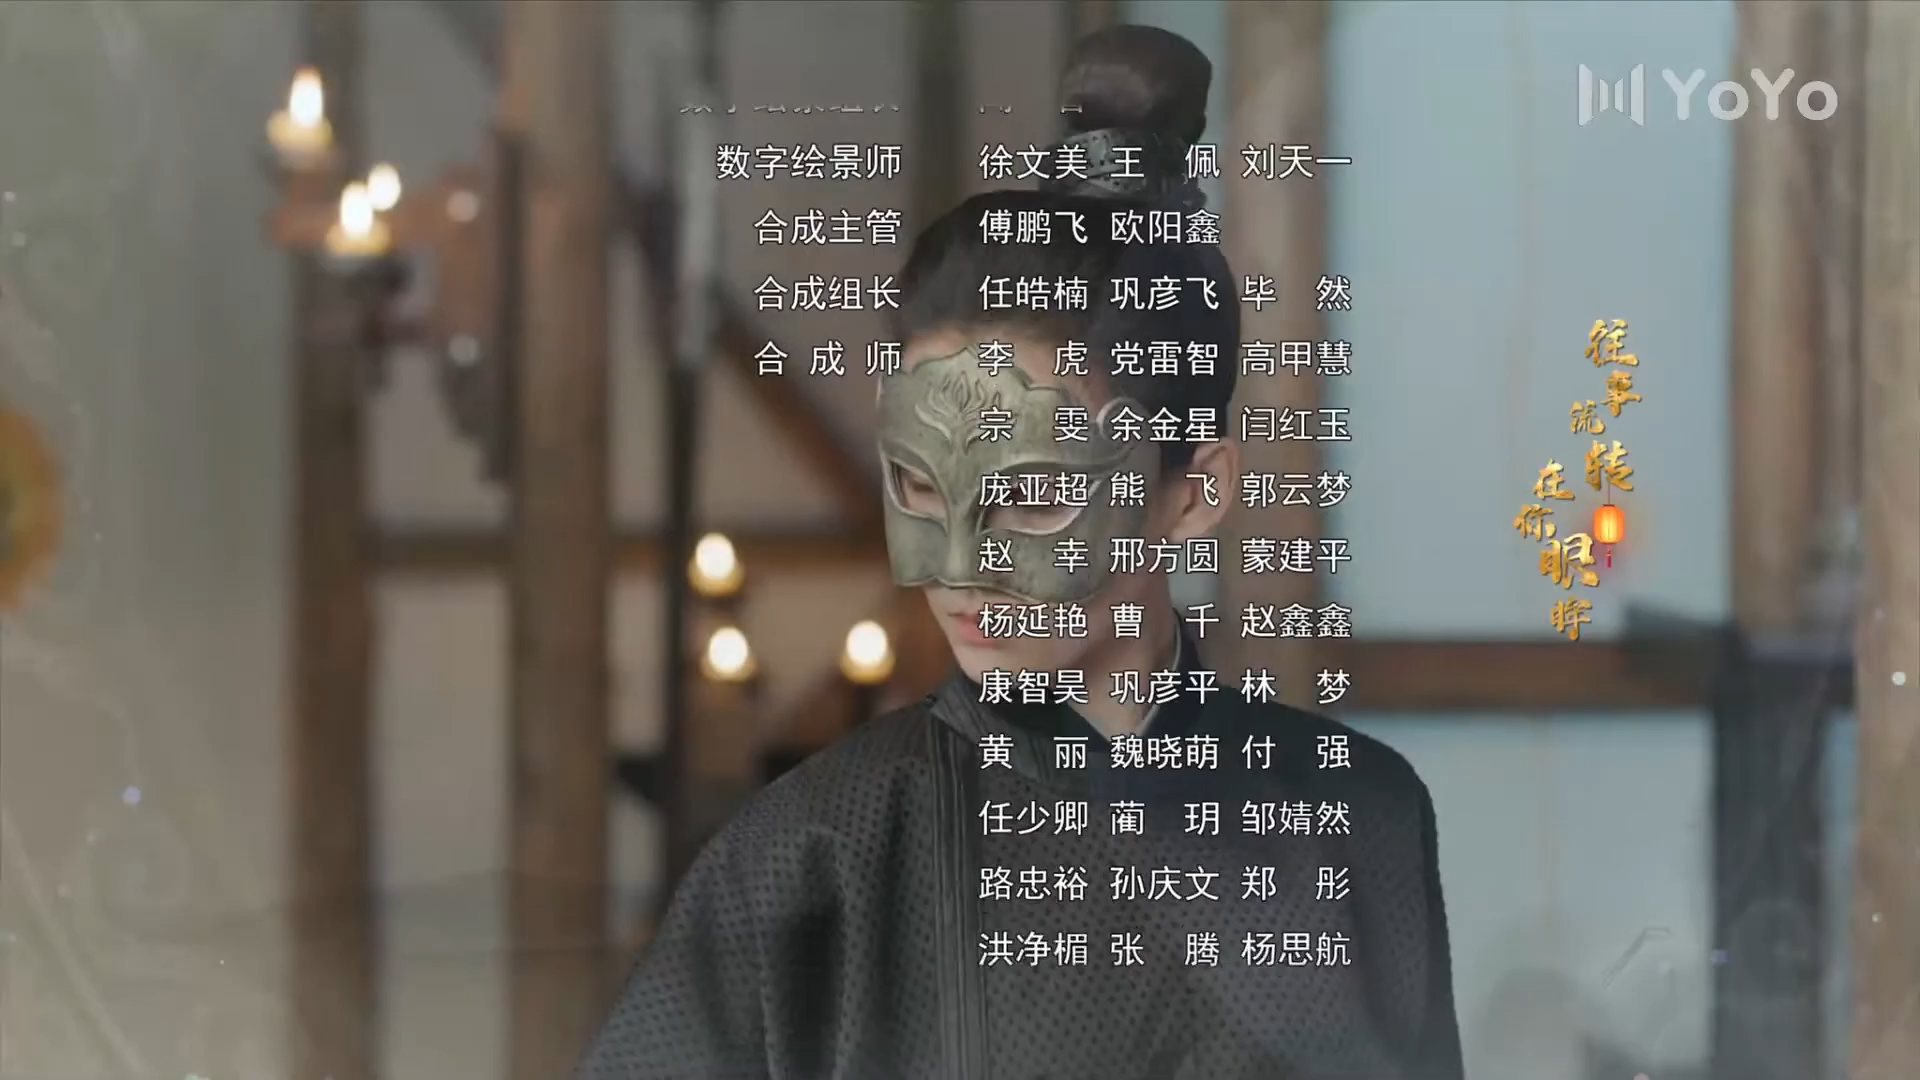 YoYo
数字绘景师 徐文美 王 佩 刘天一
合成主管 傅鹏飞 欧阳鑫
合成组长 任皓楠 巩彦飞 毕 然
合成师 李 虎 党雷智 高甲慧
宗 雯 余金星 闫红玉
庞亚超 熊 飞 郭云梦
赵 幸 邢方圆 蒙建平
杨延艳 曹 千 赵鑫鑫
康智昊 巩彦平 林 梦
黄 丽 魏晓萌 付 强
任少卿 蔺 玥 邹婧然
路忠裕 孙庆文 郑 彤
洪净楣 张 腾 杨思航
往事流转
在你眼眸